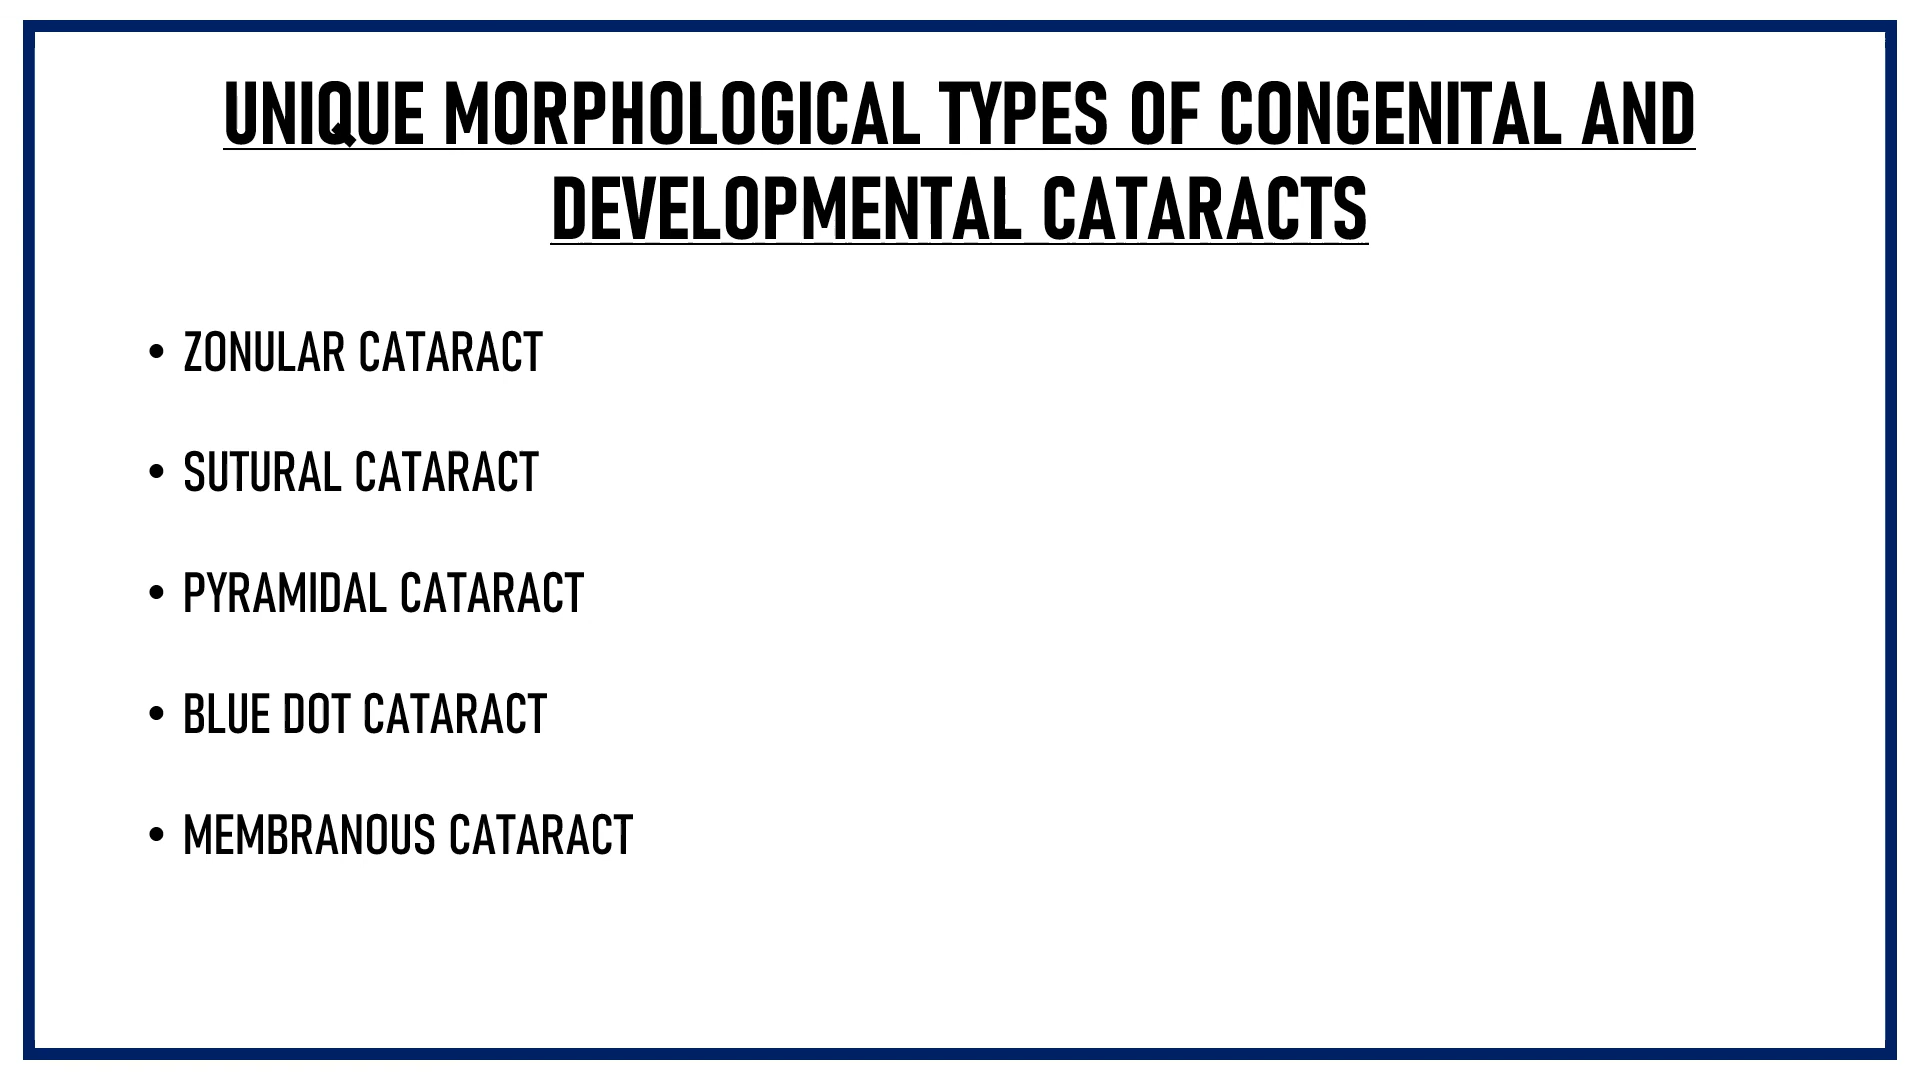 UNIQUE MORPHOLOGICAL TYPES OF CONGENITAL AND
DEVELOPMENTAL CATARACTS
• ZONULAR CATARACT
• SUTURAL CATARACT
• PYRAMIDAL CATARACT
• BLUE DOT CATARACT
• MEMBRANOUS CATARACT